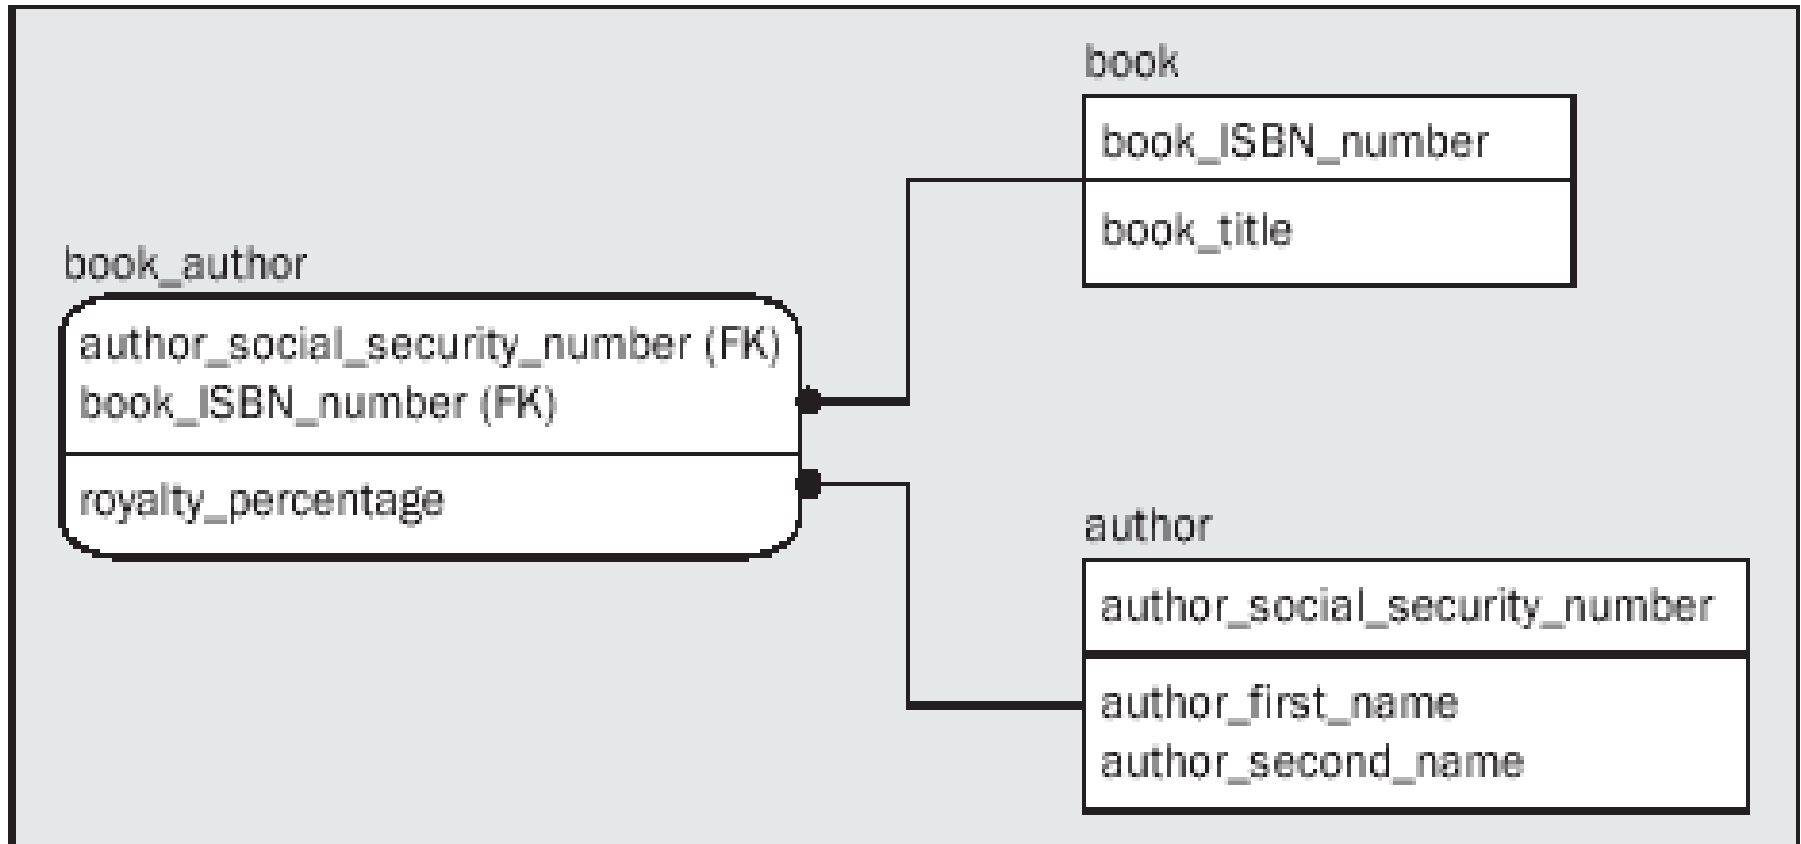 book
book_ISBN_number
book_title
book_author
author_social_security_number (FK)
book_ISBN_number (FK)
royalty_percentage
author
author_social_security_number
author_first_name
author_second_name